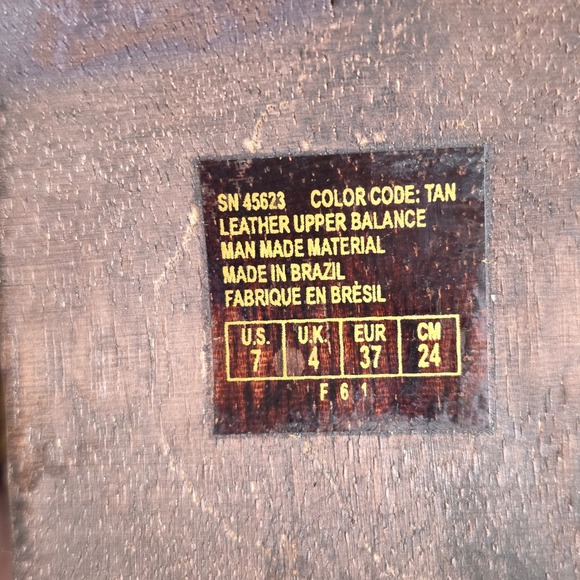 SN 45623 COLOR CODE: TAN
LEATHER UPPER BALANCE
MAN MADE MATERIAL
MADE IN BRAZIL
FABRIQUE EN BRÈSIL
U.S. U.K. EUR CM
7 4 37 24
F 6 1